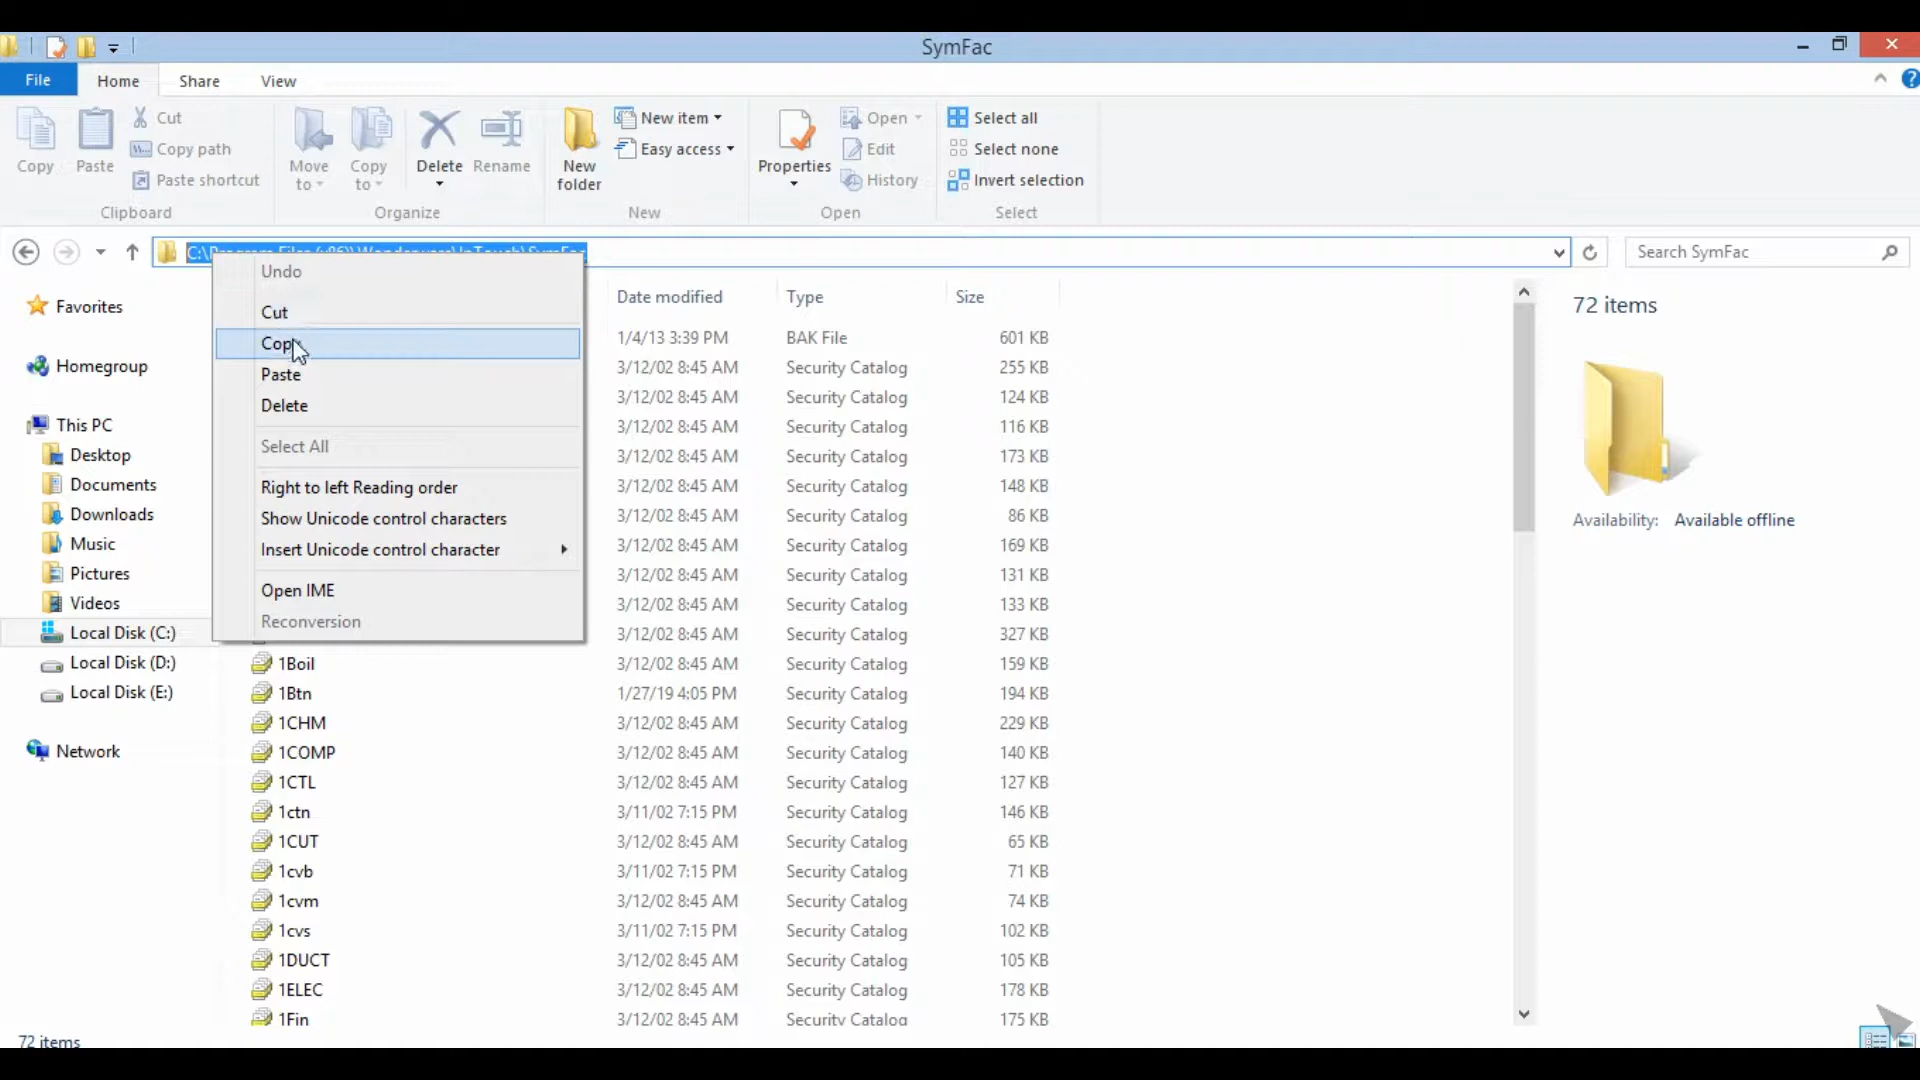 SymFac
File Home Share View
Copy
Paste
Cut
Copy path
Paste shortcut
Clipboard
Move to
Copy to
Delete
Rename
Organize
New folder
New item
Easy access
New
Properties
Open
Edit
History
Open
Select all
Select none
Invert selection
Select
C:\Program Files (x86)\Wonderware\InTouch\SymFac
Search SymFac
Favorites
Homegroup
This PC
Desktop
Documents
Downloads
Music
Pictures
Videos
Local Disk (C:)
Local Disk (D:)
Local Disk (E:)
Network
Undo
Cut
Copy
Paste
Delete
Select All
Right to left Reading order
Show Unicode control characters
Insert Unicode control character
Open IME
Reconversion
Date modified Type Size
1/4/13 3:39 PM BAK File 601 KB
3/12/02 8:45 AM Security Catalog 255 KB
3/12/02 8:45 AM Security Catalog 124 KB
3/12/02 8:45 AM Security Catalog 116 KB
3/12/02 8:45 AM Security Catalog 173 KB
3/12/02 8:45 AM Security Catalog 148 KB
3/12/02 8:45 AM Security Catalog 86 KB
3/12/02 8:45 AM Security Catalog 169 KB
3/12/02 8:45 AM Security Catalog 131 KB
3/12/02 8:45 AM Security Catalog 133 KB
3/12/02 8:45 AM Security Catalog 327 KB
1Boil 3/12/02 8:45 AM Security Catalog 159 KB
1Btn 1/27/19 4:05 PM Security Catalog 194 KB
1CHM 3/12/02 8:45 AM Security Catalog 229 KB
1COMP 3/12/02 8:45 AM Security Catalog 140 KB
1CTL 3/12/02 8:45 AM Security Catalog 127 KB
1ctn 3/11/02 7:15 PM Security Catalog 146 KB
1CUT 3/12/02 8:45 AM Security Catalog 65 KB
1cvb 3/11/02 7:15 PM Security Catalog 71 KB
1cvm 3/12/02 8:45 AM Security Catalog 74 KB
1cvs 3/11/02 7:15 PM Security Catalog 102 KB
1DUCT 3/12/02 8:45 AM Security Catalog 105 KB
1ELEC 3/12/02 8:45 AM Security Catalog 178 KB
1Fin 3/12/02 8:45 AM Security Catalog 175 KB
72 items
Availability: Available offline
72 items